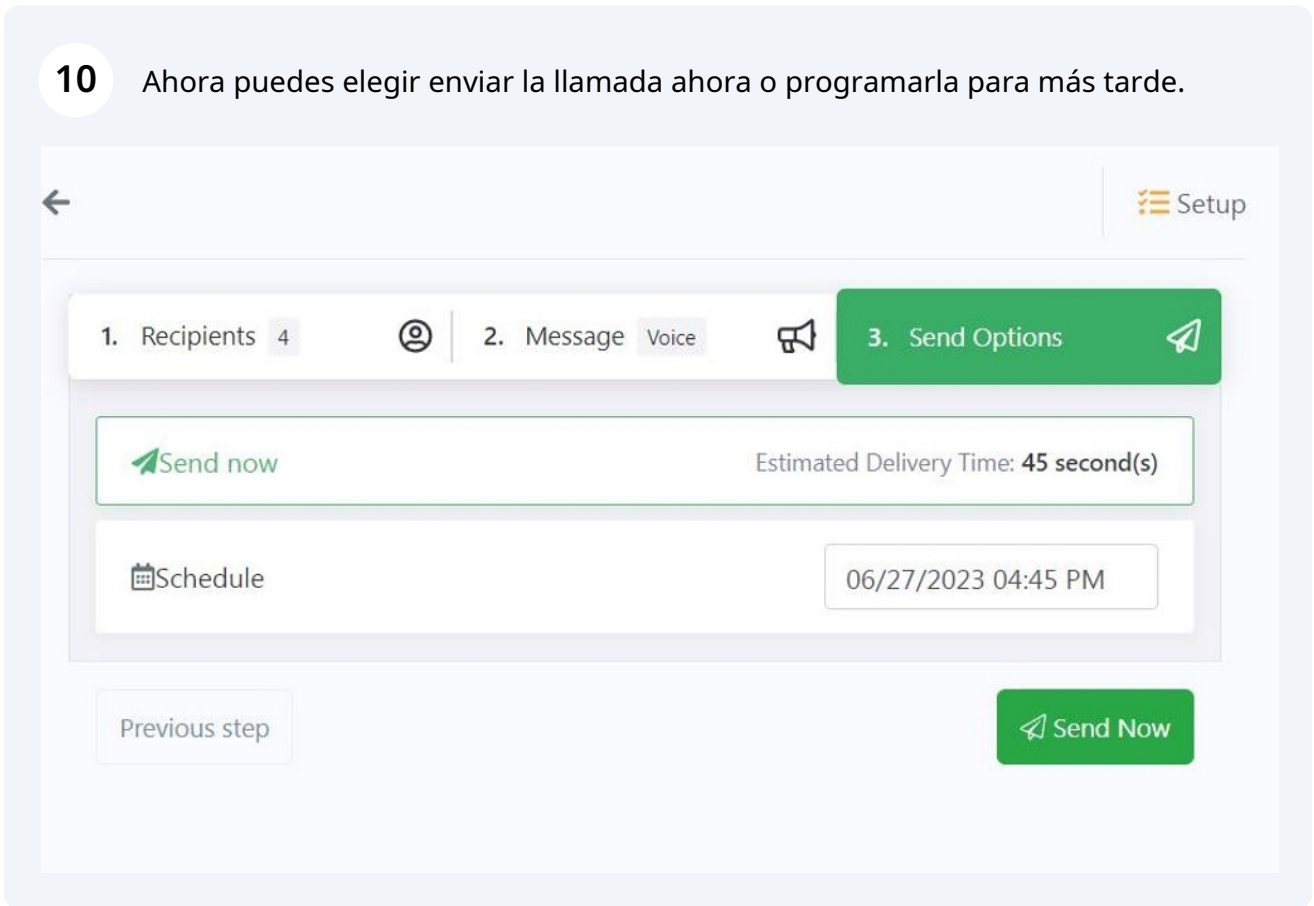 10 Ahora puedes elegir enviar la llamada ahora o programarla para más tarde.
Setup
1. Recipients 4 2. Message Voice 3. Send Options
Send now Estimated Delivery Time: 45 second(s)
Schedule 06/27/2023 04:45 PM
Previous step Send Now